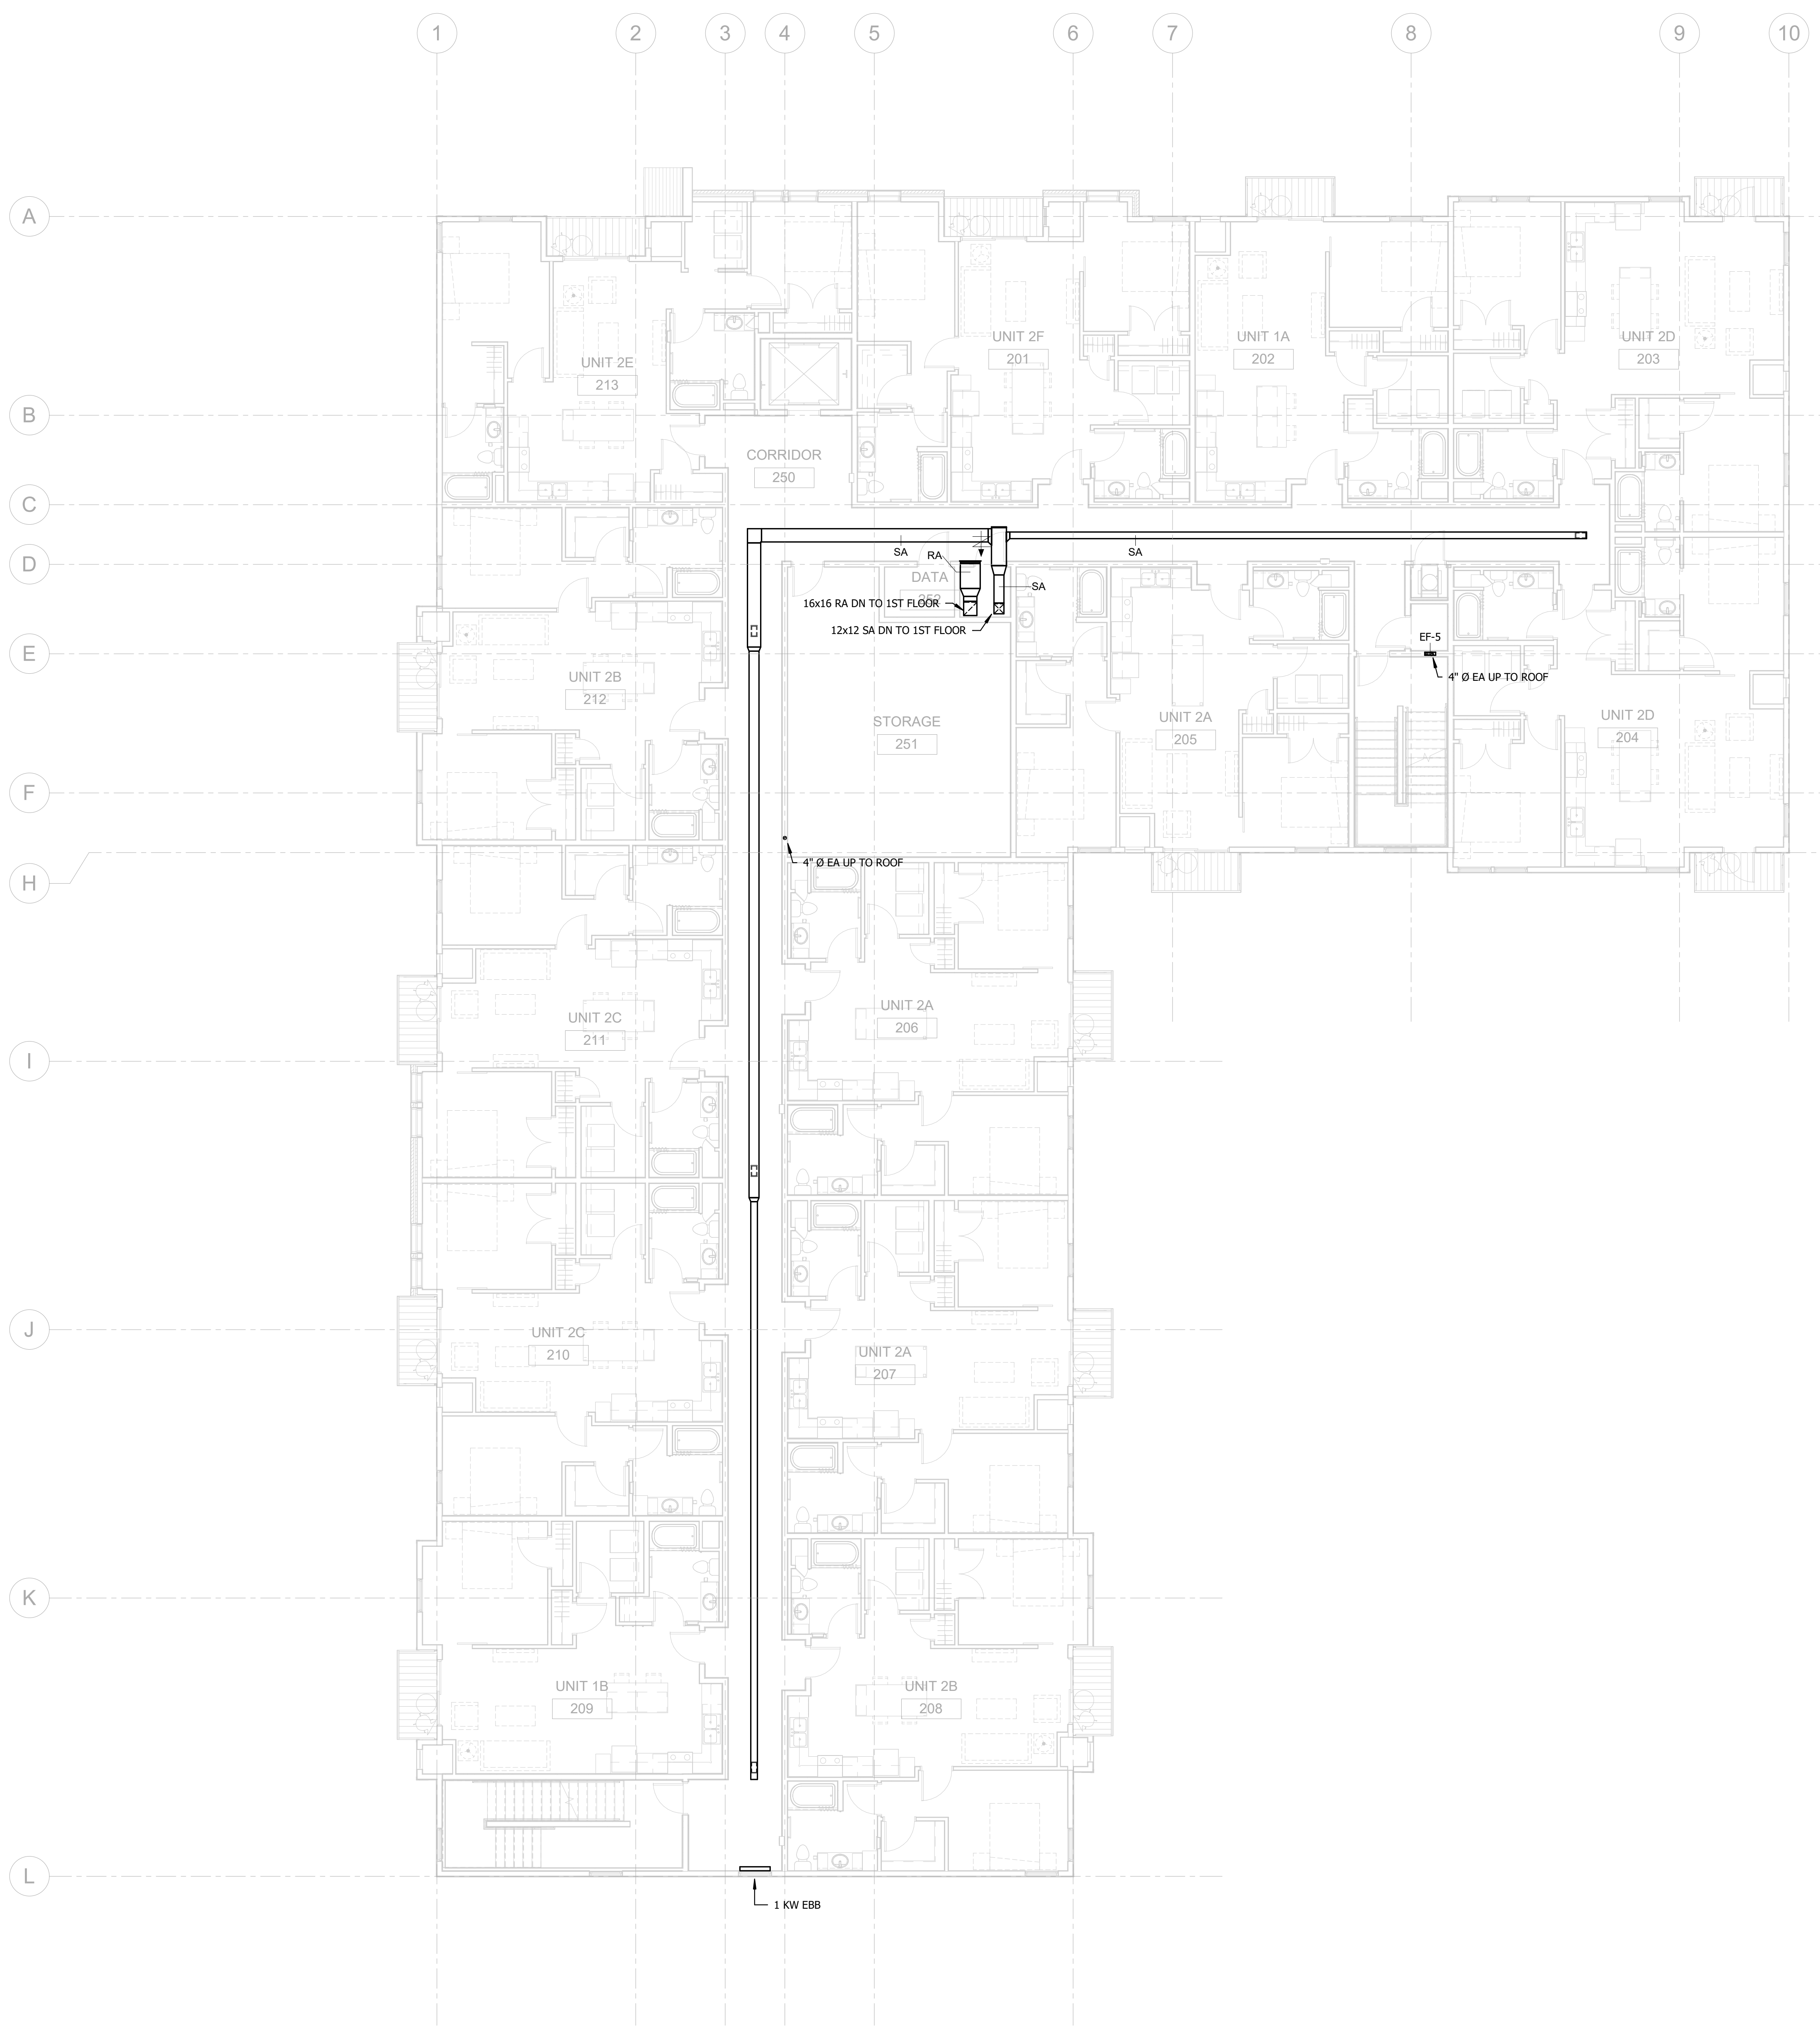 1
2
3
4
5
6
7
8
9
10
A
B
C
D
E
F
H
I
J
K
L
UNIT 2E
213
UNIT 2F
201
UNIT 1A
202
UNIT 2D
203
CORRIDOR
250
SA
RA
SA
DATA
252
SA
16x16 RA DN TO 1ST FLOOR
12x12 SA DN TO 1ST FLOOR
EF-5
4" Ø EA UP TO ROOF
UNIT 2B
212
STORAGE
251
UNIT 2A
205
UNIT 2D
204
4" Ø EA UP TO ROOF
UNIT 2C
211
UNIT 2A
206
UNIT 2C
210
UNIT 2A
207
UNIT 1B
209
UNIT 2B
208
1 KW EBB